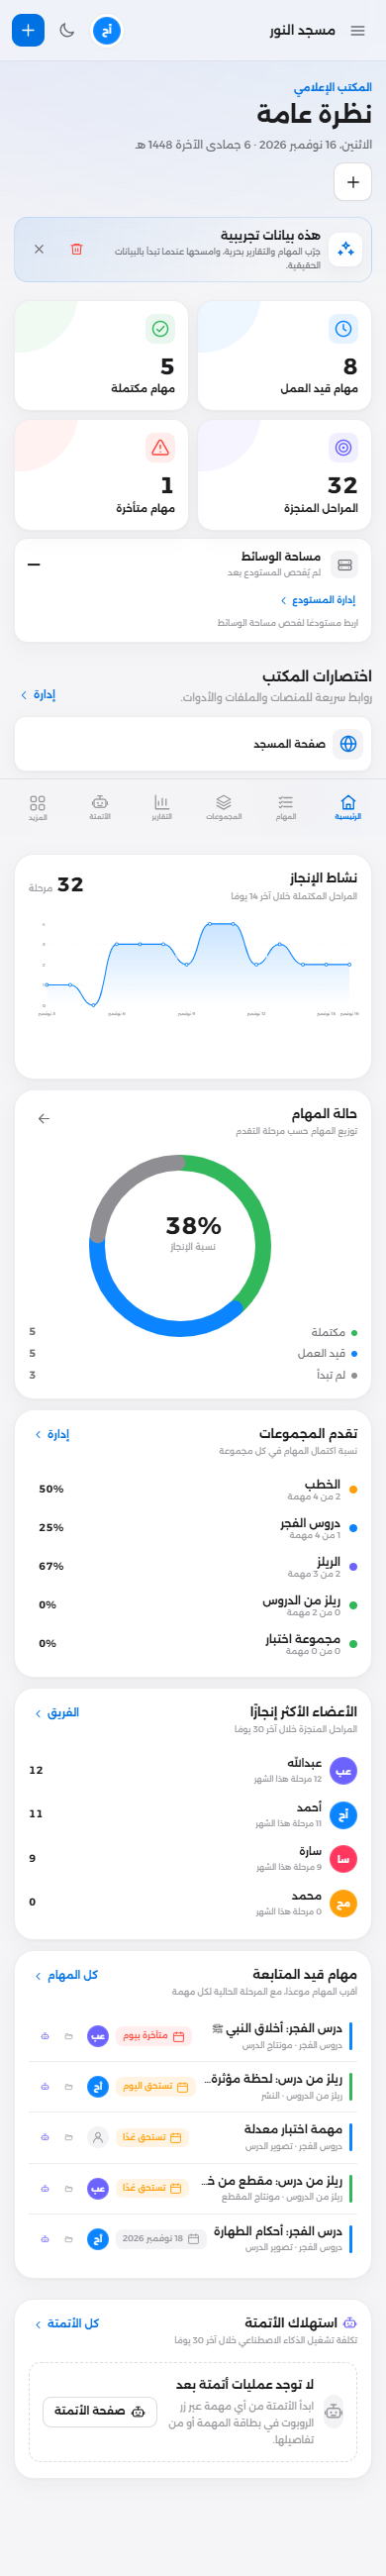 مسجد النور
أح
المكتب الإعلامي
نظرة عامة
الاثنين، 16 نوفمبر 2026 · 6 جمادى الآخرة 1448 هـ
هذه بيانات تجريبية
جرّب المهام والتقارير بحرية، وامسحها عندما تبدأ بالبيانات
الحقيقية.
8
مهام قيد العمل
5
مهام مكتملة
32
المراحل المنجزة
1
مهام متأخرة
مساحة الوسائط
—
لم يُفحص المستودع بعد
إدارة المستودع
اربط مستودعًا لفحص مساحة الوسائط
اختصارات المكتب
إدارة
روابط سريعة للمنصات والملفات والأدوات.
صفحة المسجد
الرئيسية
المهام
المجموعات
التقارير
الأتمتة
المزيد
نشاط الإنجاز
32 مرحلة
المراحل المكتملة خلال آخر 14 يومًا
حالة المهام
توزيع المهام حسب مرحلة التقدم
38%
نسبة الإنجاز
مكتملة 5
قيد العمل 5
لم تبدأ 3
تقدم المجموعات
إدارة
نسبة اكتمال المهام في كل مجموعة
الخطب 50%
2 من 4 مهمة
دروس الفجر 25%
1 من 4 مهمة
الريلز 67%
2 من 3 مهمة
ريلز من الدروس 0%
0 من 2 مهمة
مجموعة اختبار 0%
0 من 0 مهمة
الأعضاء الأكثر إنجازًا
الفريق
المراحل المنجزة خلال آخر 30 يومًا
عب عبدالله 12
12 مرحلة هذا الشهر
أح أحمد 11
11 مرحلة هذا الشهر
سا سارة 9
9 مرحلة هذا الشهر
مح محمد 0
0 مرحلة هذا الشهر
مهام قيد المتابعة
كل المهام
أقرب المهام موعدًا، مع المرحلة الحالية لكل مهمة
درس الفجر: أخلاق النبي ﷺ
متأخرة بيوم عب
دروس الفجر · مونتاج الدرس
ريلز من درس: لحظة مؤثرة…
تستحق اليوم أح
ريلز من الدروس · النشر
مهمة اختبار معدلة
تستحق غدًا
دروس الفجر · تصوير الدرس
ريلز من درس: مقطع من خـ…
تستحق غدًا عب
ريلز من الدروس · مونتاج المقطع
درس الفجر: أحكام الطهارة
18 نوفمبر 2026 أح
دروس الفجر · تصوير الدرس
استهلاك الأتمتة
كل الأتمتة
تكلفة تشغيل الذكاء الاصطناعي خلال آخر 30 يومًا
لا توجد عمليات أتمتة بعد
ابدأ الأتمتة من أي مهمة عبر زر
الروبوت في بطاقة المهمة أو من
تفاصيلها.
صفحة الأتمتة